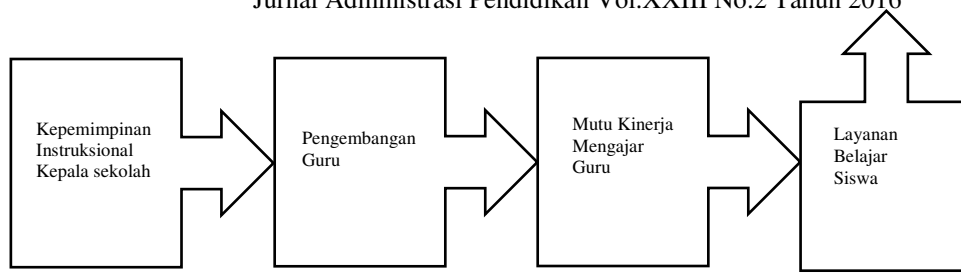 Jurnal Administrasi Pendidikan Vol.XXIII No.2 Tahun 2016
Kepemimpinan
Instruksional
Kepala sekolah
Pengembangan
Guru
Mutu Kinerja
Mengajar
Guru
Layanan
Belajar
Siswa